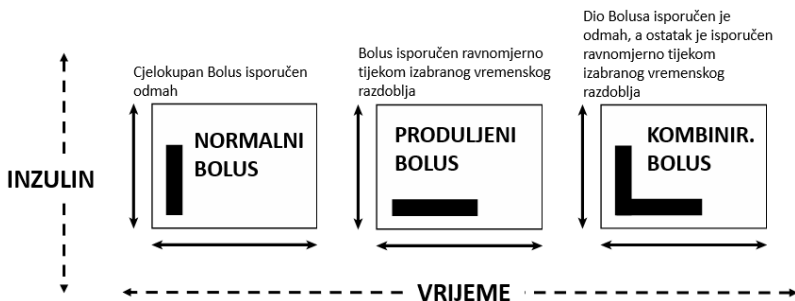 Cjelokupan Bolus isporučen
odmah
Bolus isporučen ravnomjerno
tijekom izabranog vremenskog
razdoblja
Dio Bolusa isporučen je
odmah, a ostatak je isporučen
ravnomjerno tijekom
izabranog vremenskog
razdoblja
INZULIN
NORMALNI
BOLUS
PRODULJENI
BOLUS
KOMBINIR.
BOLUS
VRIJEME